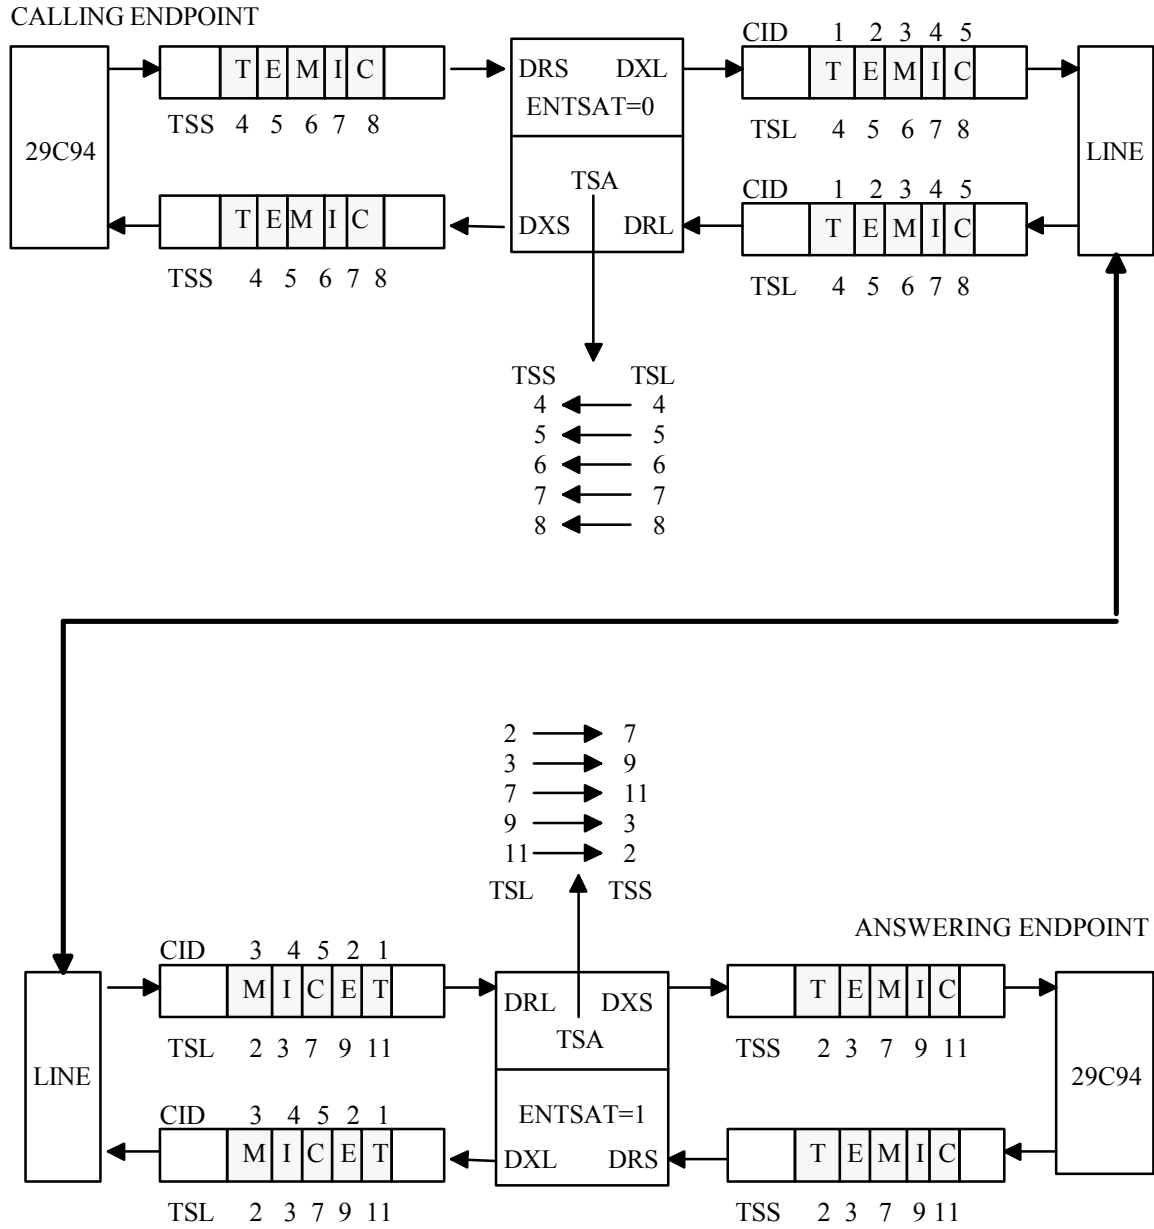 CALLING ENDPOINT
CID 1 2 3 4 5
T E M I C DRS DXL T E M I C
ENTSAT=0
TSS 4 5 6 7 8 TSL 4 5 6 7 8
29C94 LINE
TSA CID 1 2 3 4 5
T E M I C DXS DRL T E M I C
TSS 4 5 6 7 8 TSL 4 5 6 7 8
TSS TSL
4 4
5 5
6 6
7 7
8 8
2 7
3 9
7 11
9 3
11 2
TSL TSS
ANSWERING ENDPOINT
CID 3 4 5 2 1
M I C E T DRL DXS T E M I C
TSL 2 3 7 9 11 TSA TSS 2 3 7 9 11
LINE 29C94
CID 3 4 5 2 1 ENTSAT=1
M I C E T DXL DRS T E M I C
TSL 2 3 7 9 11 TSS 2 3 7 9 11